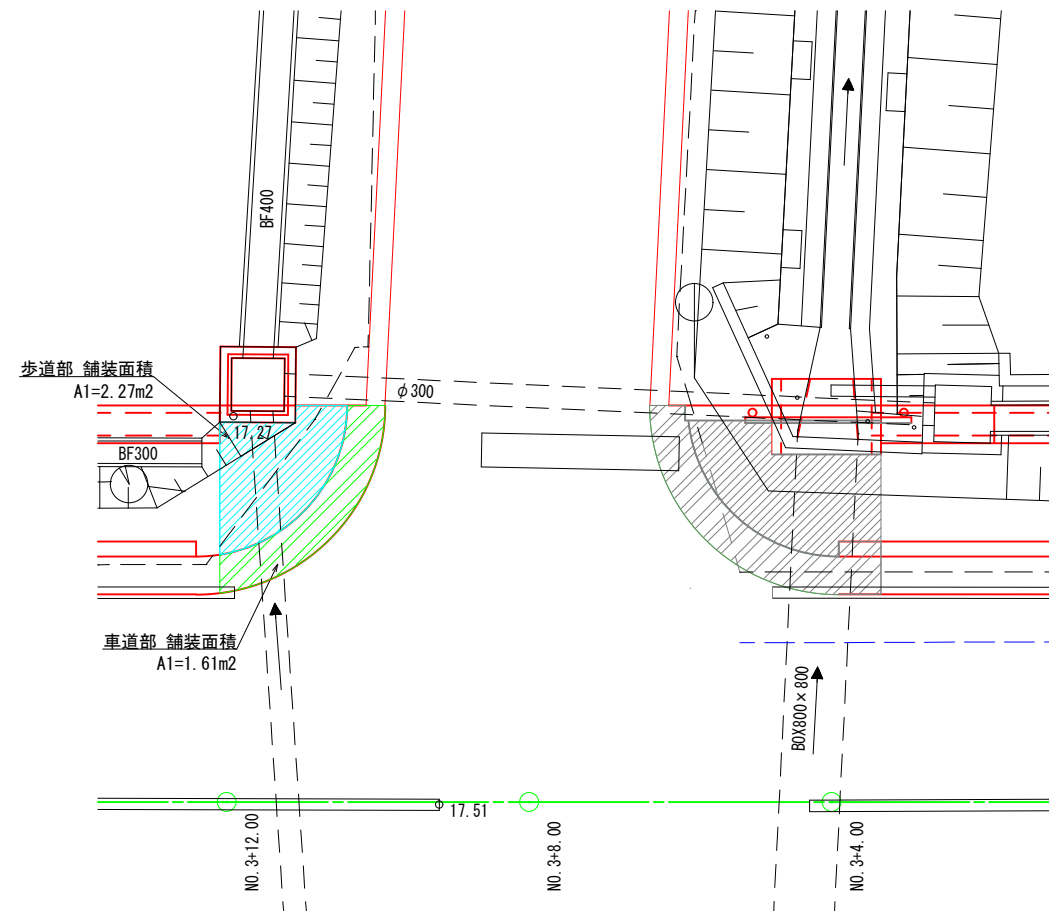 BF400
歩道部 舗装面積
A1=2.27m2
φ300
17.27
BF300
車道部 舗装面積
A1=1.61m2
BOX800×800
17.51
NO.3+12.00
NO.3+8.00
NO.3+4.00